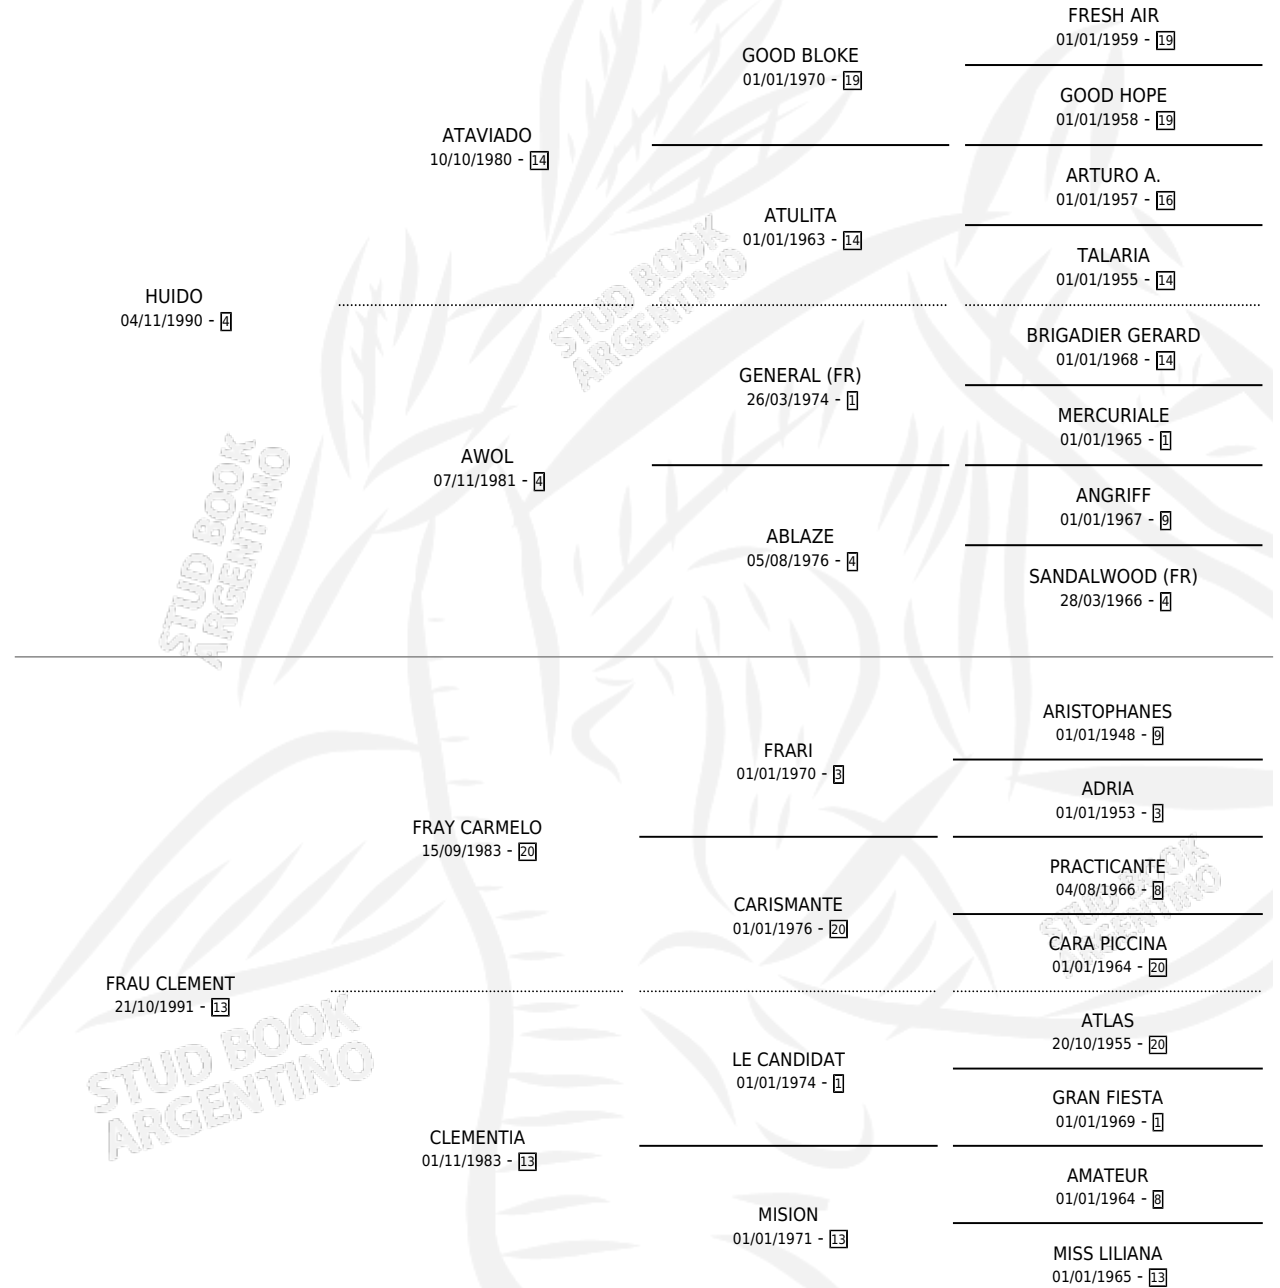 FRESH AIR
01/01/1959 - 19
GOOD BLOKE
01/01/1970 - 19
GOOD HOPE
01/01/1958 - 19
ATAVIADO
10/10/1980 - 14
ARTURO A.
01/01/1957 - 16
ATULITA
01/01/1963 - 14
TALARIA
01/01/1955 - 14
HUIDO
04/11/1990 - 4
BRIGADIER GERARD
01/01/1968 - 14
GENERAL (FR)
26/03/1974 - 1
MERCURIALE
01/01/1965 - 1
AWOL
07/11/1981 - 4
ANGRIFF
01/01/1967 - 9
ABLAZE
05/08/1976 - 4
SANDALWOOD (FR)
28/03/1966 - 4
ARISTOPHANES
01/01/1948 - 9
FRARI
01/01/1970 - 3
ADRIA
01/01/1953 - 3
FRAY CARMELO
15/09/1983 - 20
PRACTICANTE
04/08/1966 - 8
CARISMANTE
01/01/1976 - 20
CARA PICCINA
01/01/1964 - 20
FRAU CLEMENT
21/10/1991 - 13
ATLAS
20/10/1955 - 20
LE CANDIDAT
01/01/1974 - 1
GRAN FIESTA
01/01/1969 - 1
CLEMENTIA
01/11/1983 - 13
AMATEUR
01/01/1964 - 8
MISION
01/01/1971 - 13
MISS LILIANA
01/01/1965 - 13
STUD BOOK
ARGENTINO
STUD BOOK
ARGENTINO
STUD BOOK
ARGENTINO
STUD BOOK
ARGENTINO